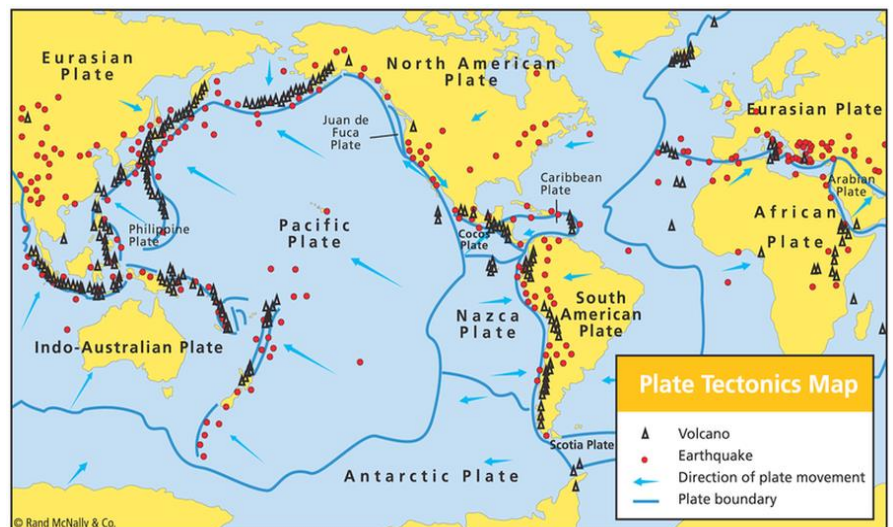 Eurasian
Plate
North American
Plate
Juan de
Fuca
Plate
Eurasian Plate
Caribbean
Plate
Arabian
Plate
Philippine
Plate
Pacific
Plate
Cocos
Plate
African
Plate
Nazca
Plate
South
American
Plate
Indo-Australian Plate
Scotia Plate
Antarctic Plate
Plate Tectonics Map
Volcano
Earthquake
Direction of plate movement
Plate boundary
© Rand McNally & Co.